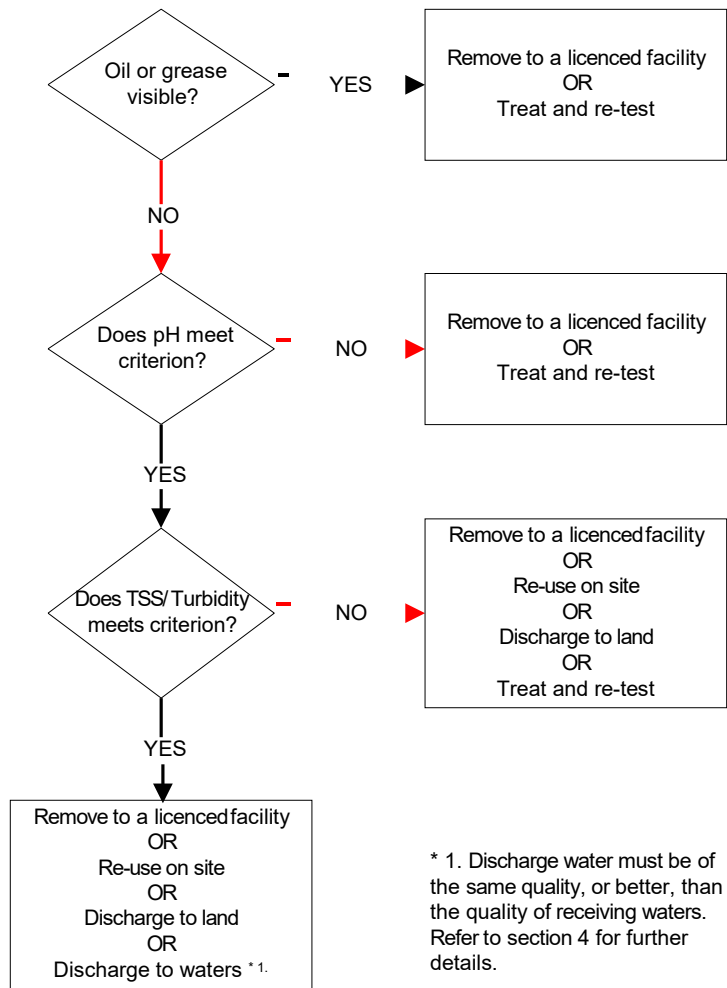 Oil or grease
visible?
YES
Remove to a licenced facility
OR
Treat and re-test
NO
Does pH meet
criterion?
NO
Remove to a licenced facility
OR
Treat and re-test
YES
Does TSS/ Turbidity
meets criterion?
NO
Remove to a licenced facility
OR
Re-use on site
OR
Discharge to land
OR
Treat and re-test
YES
Remove to a licenced facility
OR
Re-use on site
OR
Discharge to land
OR
Discharge to waters * 1.
* 1. Discharge water must be of
the same quality, or better, than
the quality of receiving waters.
Refer to section 4 for further
details.